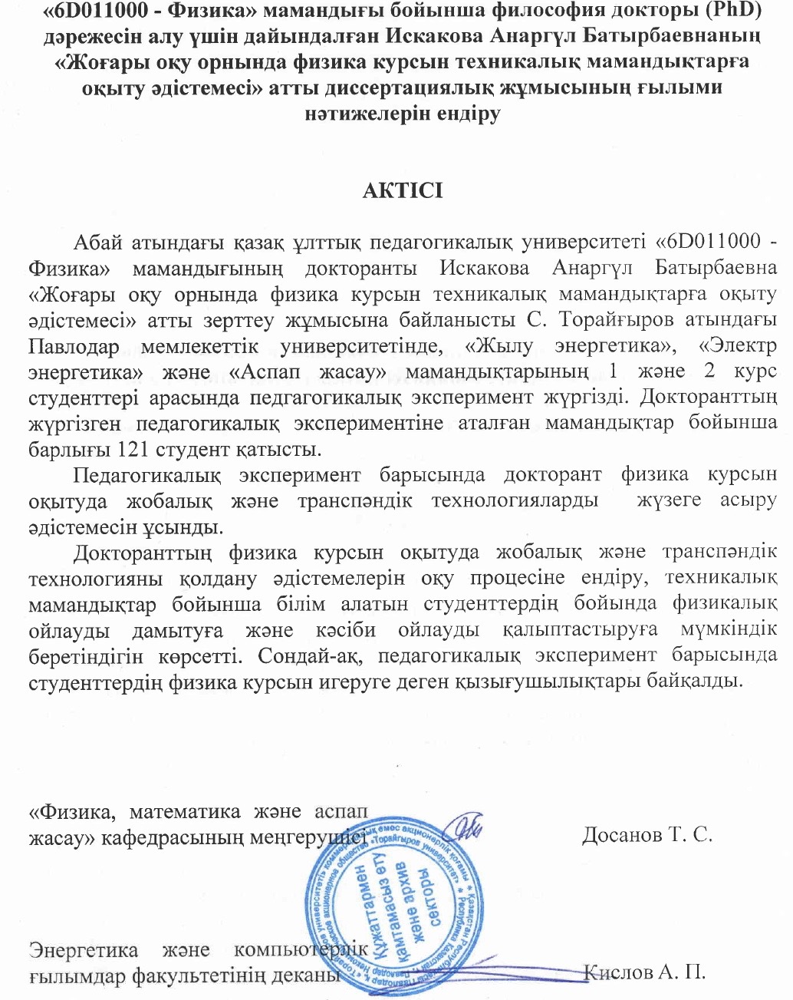 «6D011000 - Физика» мамандығы бойынша философия докторы (PhD)
дәрежесін алу үшін дайындалған Искакова Анаргүл Батырбаевнаның
«Жоғары оқу орнында физика курсын техникалық мамандықтарға
оқыту әдістемесі» атты диссертациялық жұмысының ғылыми
нәтижелерін ендіру
АКТІСІ
Абай атындағы қазақ ұлттық педагогикалық университеті «6D011000 -
Физика» мамандығының докторанты Искакова Анаргүл Батырбаевна
«Жоғары оқу орнында физика курсын техникалық мамандықтарға оқыту
әдістемесі» атты зерттеу жұмысына байланысты С. Торайғыров атындағы
Павлодар мемлекеттік университетінде, «Жылу энергетика», «Электр
энергетика» және «Аспап жасау» мамандықтарының 1 және 2 курс
студенттері арасында педгагогикалық эксперимент жүргізді. Докторанттың
жүргізген педагогикалық экспериментіне аталған мамандықтар бойынша
барлығы 121 студент қатысты.
Педагогикалық эксперимент барысында докторант физика курсын
оқытуда жобалық және транспәндік технологияларды жүзеге асыру
әдістемесін ұсынды.
Докторанттың физика курсын оқытуда жобалық және транспәндік
технологияны қолдану әдістемелерін оқу процесіне ендіру, техникалық
мамандықтар бойынша білім алатын студенттердің бойында физикалық
ойлауды дамытуға және кәсіби ойлауды қалыптастыруға мүмкіндік
беретіндігін көрсетті. Сондай-ақ, педагогикалық эксперимент барысында
студенттердің физика курсын игеруге деген қызығушылықтары байқалды.
«Физика, математика және аспап
жасау» кафедрасының меңгерушісі
Досанов Т. С.
Құжаттармен
қамтамасыз ету
және архив
секторы
Энергетика және компьютерлік
ғылымдар факультетінің деканы
Кислов А. П.